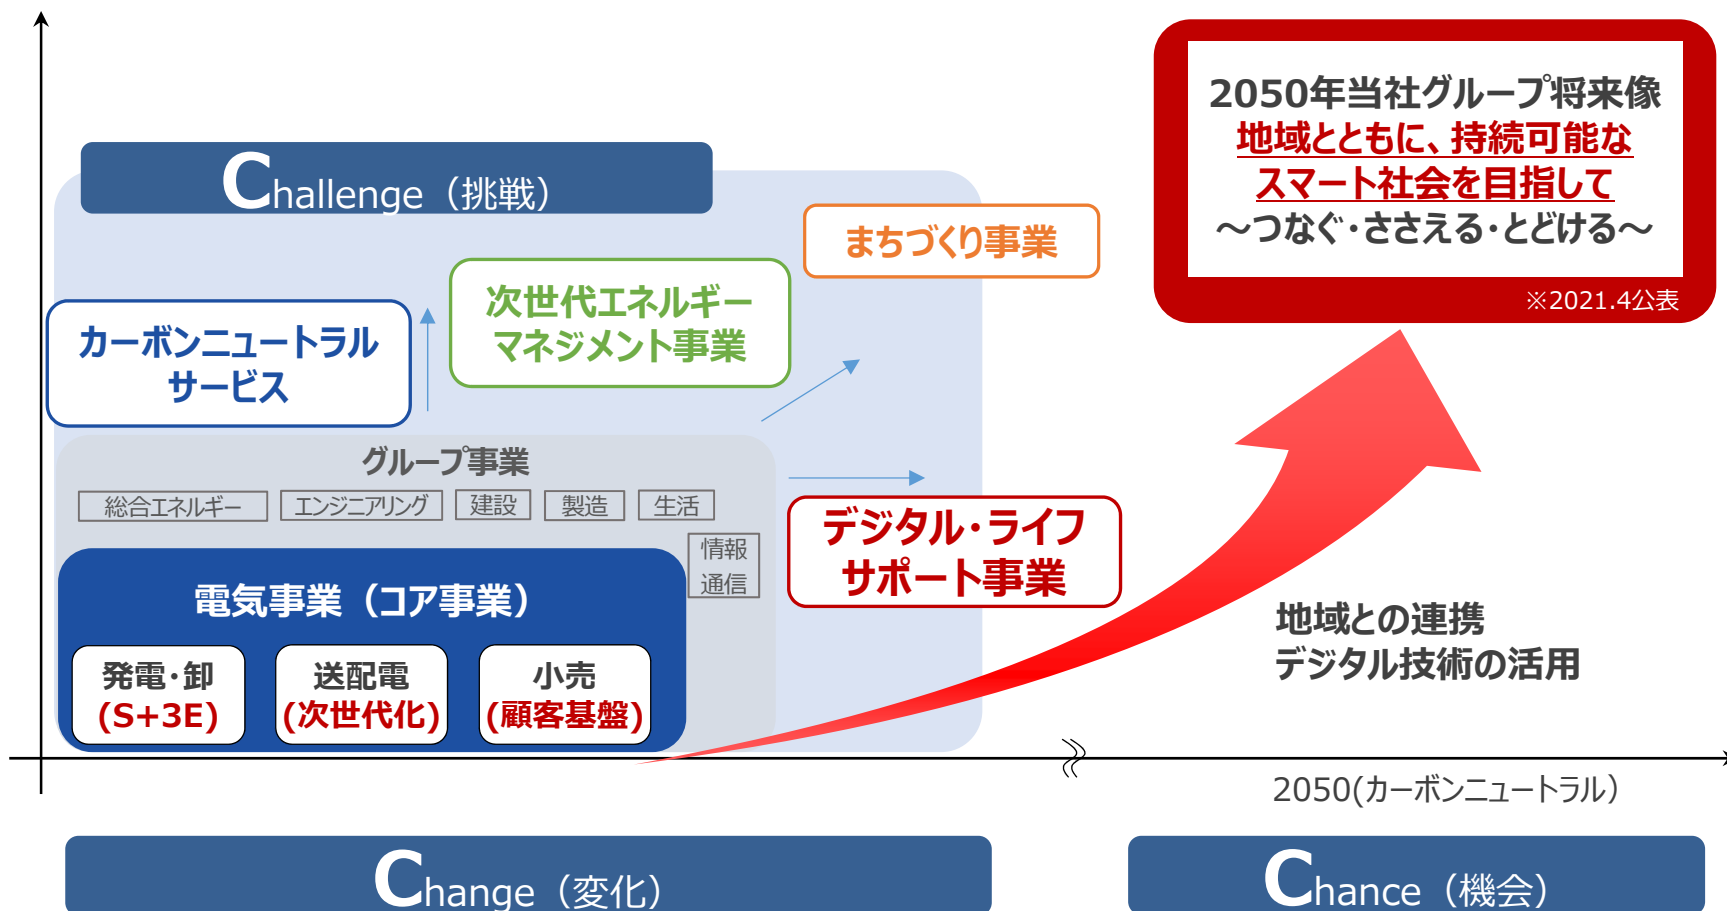 2050年当社グループ将来像
地域とともに、持続可能な
スマート社会を目指して
～つなぐ・ささえる・とどける～
※2021.4公表
Challenge（挑戦）
まちづくり事業
次世代エネルギー
マネジメント事業
カーボンニュートラル
サービス
グループ事業
総合エネルギー エンジニアリング 建設 製造 生活
情報
通信
デジタル・ライフ
サポート事業
電気事業（コア事業）
発電・卸
(S+3E)
送配電
(次世代化)
小売
(顧客基盤)
地域との連携
デジタル技術の活用
2050(カーボンニュートラル）
Change（変化）
Chance（機会）